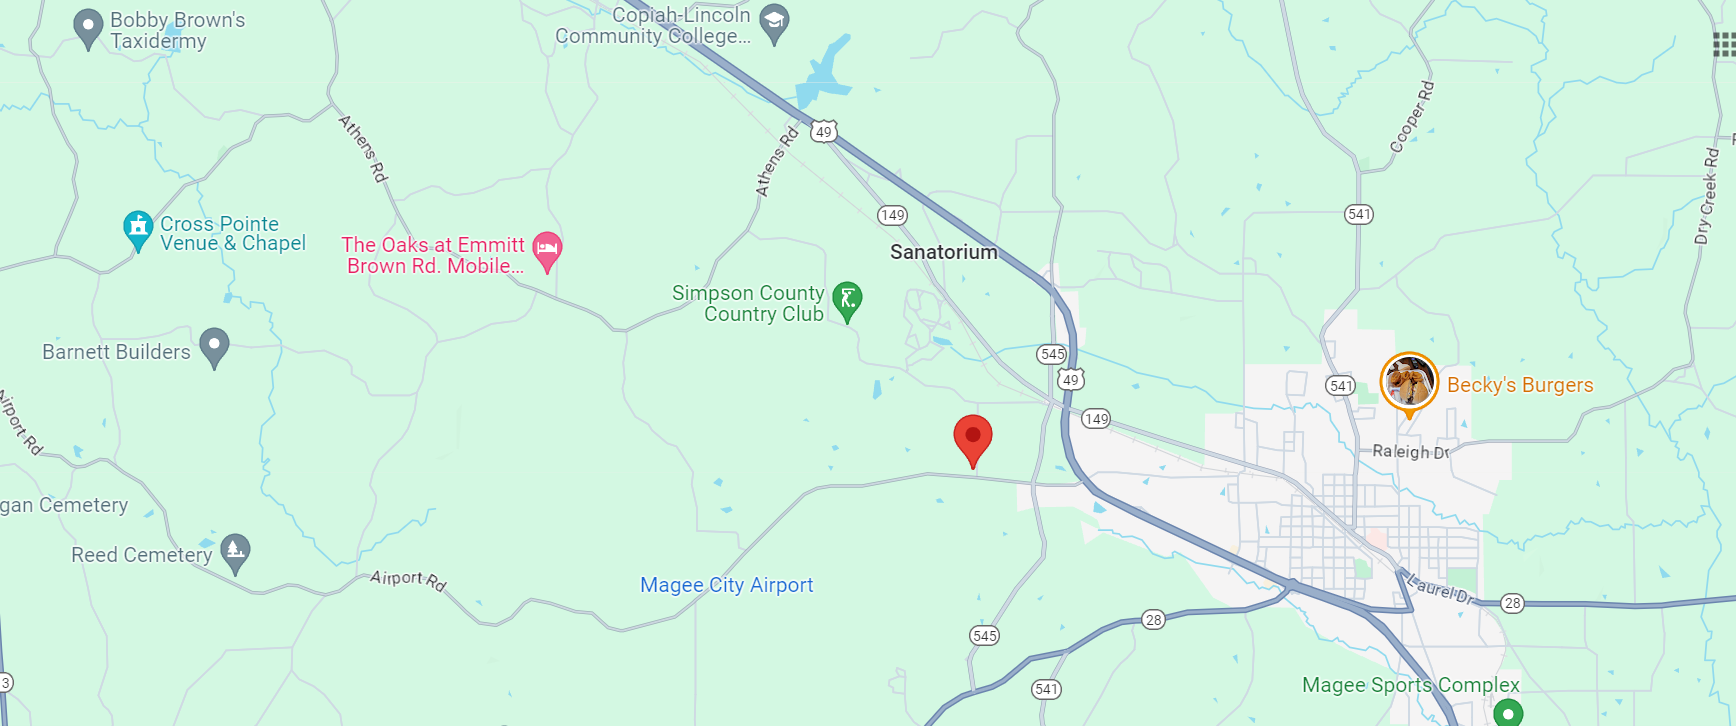 Bobby Brown's
Taxidermy
Copiah-Lincoln
Community College...
49
Athens Rd
Athens Rd
Cooper Rd
Dry Creek Rd
149
541
Cross Pointe
Venue & Chapel
The Oaks at Emmitt
Brown Rd. Mobile...
Sanatorium
Simpson County
Country Club
Barnett Builders
545
49
541
Becky's Burgers
Airport Rd
149
Raleigh Dr
gan Cemetery
Reed Cemetery
Airport Rd
Magee City Airport
Laurel Dr
28
28
545
3
541
Magee Sports Complex